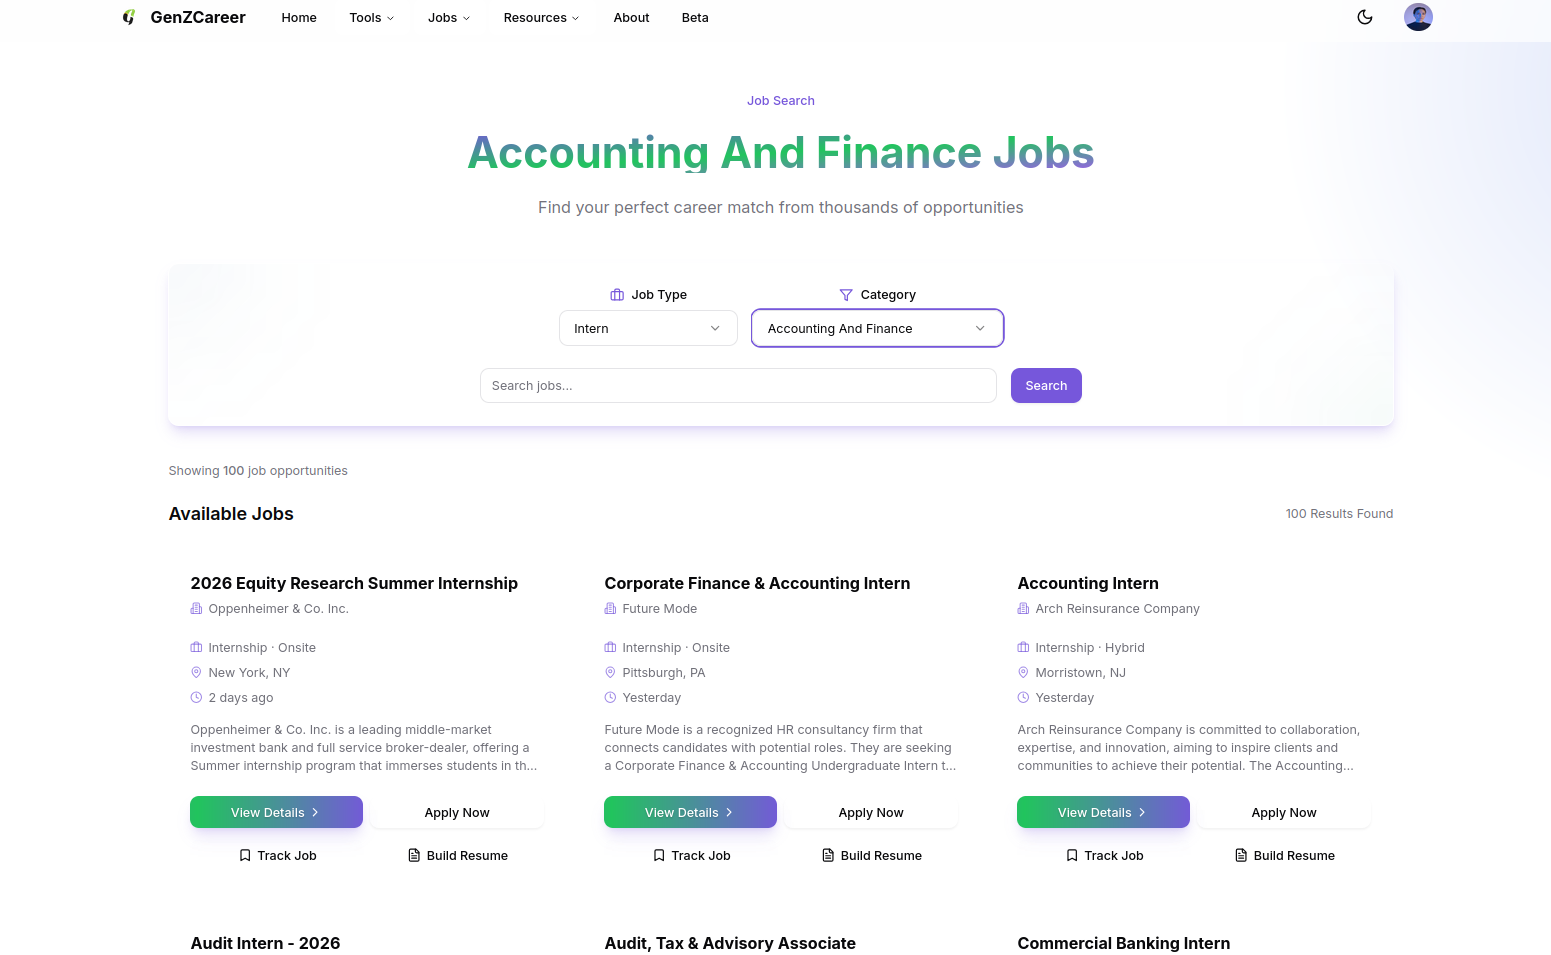 GenZCareer Home Tools Jobs Resources About Beta
Job Search
Accounting And Finance Jobs
Find your perfect career match from thousands of opportunities
Job Type Category
Intern Accounting And Finance
Search jobs... Search
Showing 100 job opportunities
Available Jobs 100 Results Found
2026 Equity Research Summer Internship
Oppenheimer & Co. Inc.
Internship · Onsite
New York, NY
2 days ago
Oppenheimer & Co. Inc. is a leading middle-market
investment bank and full service broker-dealer, offering a
Summer internship program that immerses students in th...
View Details Apply Now
Track Job Build Resume
Corporate Finance & Accounting Intern
Future Mode
Internship · Onsite
Pittsburgh, PA
Yesterday
Future Mode is a recognized HR consultancy firm that
connects candidates with potential roles. They are seeking
a Corporate Finance & Accounting Undergraduate Intern t...
View Details Apply Now
Track Job Build Resume
Accounting Intern
Arch Reinsurance Company
Internship · Hybrid
Morristown, NJ
Yesterday
Arch Reinsurance Company is committed to collaboration,
expertise, and innovation, aiming to inspire clients and
communities to achieve their potential. The Accounting...
View Details Apply Now
Track Job Build Resume
Audit Intern - 2026
Audit, Tax & Advisory Associate
Commercial Banking Intern